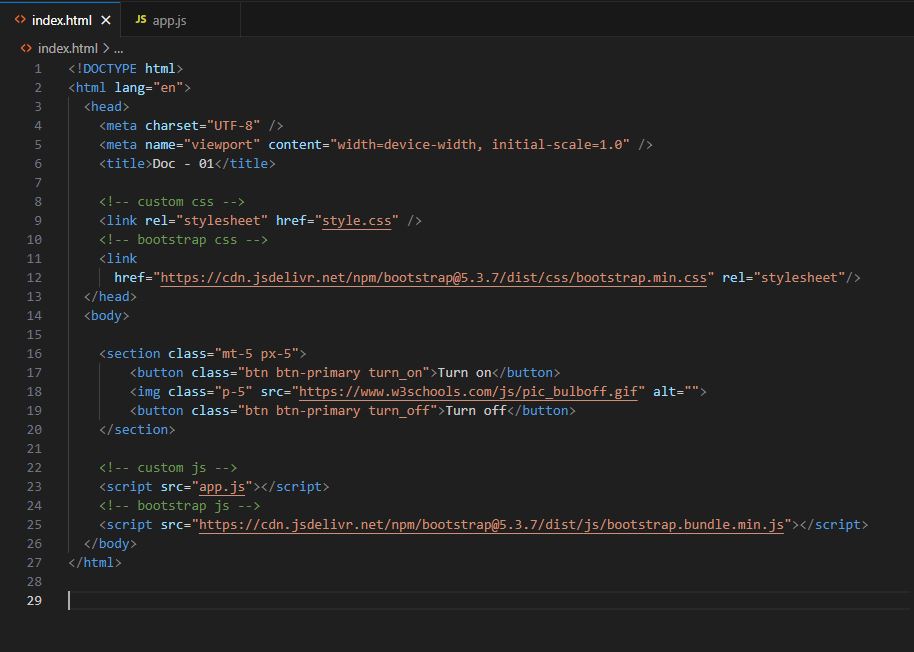 index.html
JS app.js
index.html > ...
1 <!DOCTYPE html>
2 <html lang="en">
3 <head>
4 <meta charset="UTF-8" />
5 <meta name="viewport" content="width=device-width, initial-scale=1.0" />
6 <title>Doc - 01</title>
7
8 <!-- custom css -->
9 <link rel="stylesheet" href="style.css" />
10 <!-- bootstrap css -->
11 <link
12 href="https://cdn.jsdelivr.net/npm/bootstrap@5.3.7/dist/css/bootstrap.min.css" rel="stylesheet"/>
13 </head>
14 <body>
15
16 <section class="mt-5 px-5">
17 <button class="btn btn-primary turn_on">Turn on</button>
18 <img class="p-5" src="https://www.w3schools.com/js/pic_bulboff.gif" alt="">
19 <button class="btn btn-primary turn_off">Turn off</button>
20 </section>
21
22 <!-- custom js -->
23 <script src="app.js"></script>
24 <!-- bootstrap js -->
25 <script src="https://cdn.jsdelivr.net/npm/bootstrap@5.3.7/dist/js/bootstrap.bundle.min.js"></script>
26 </body>
27 </html>
28
29